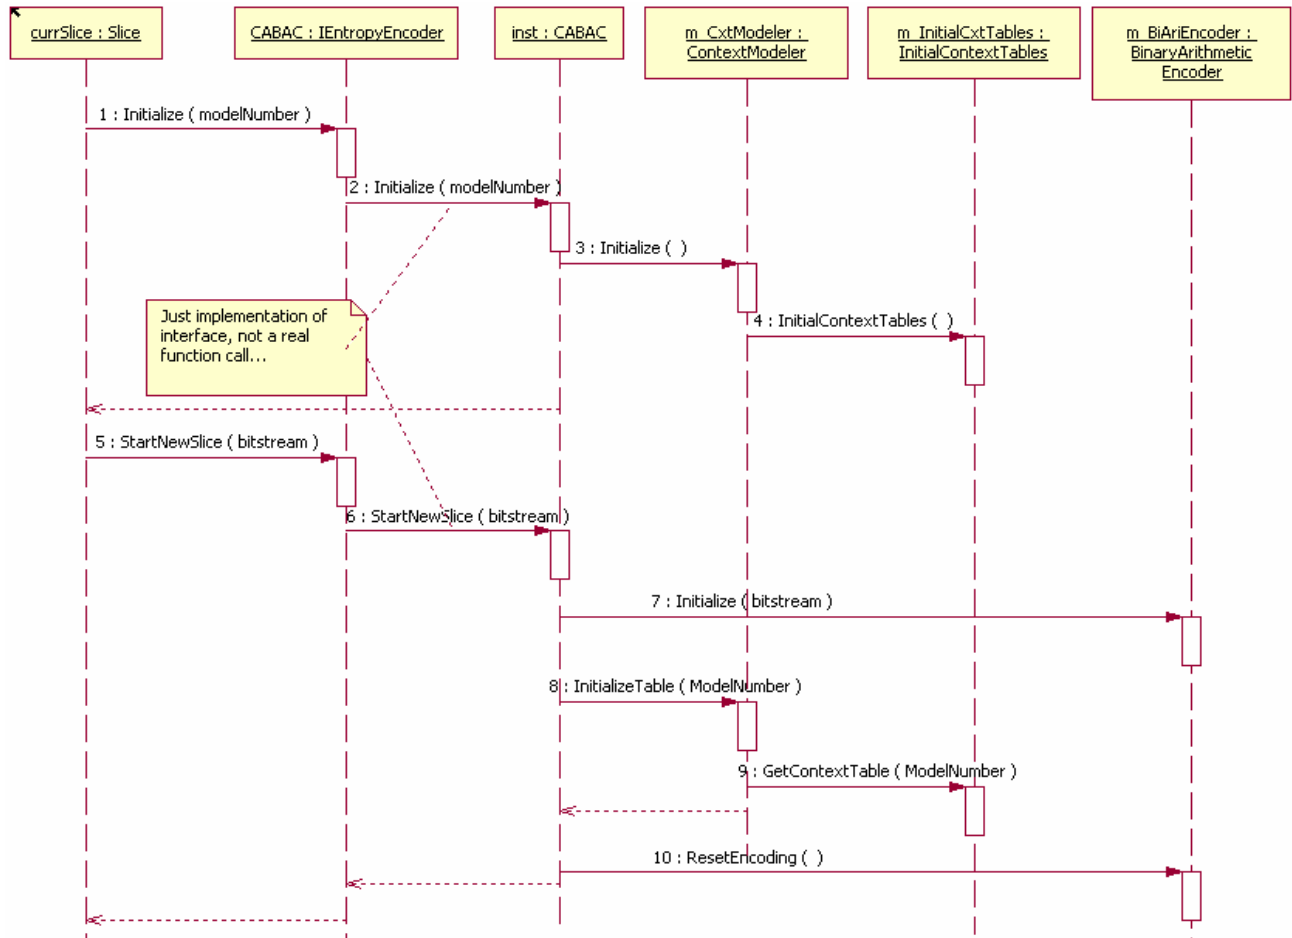 currSlice : Slice
CABAC : IEntropyEncoder
inst : CABAC
m_CxtModeler :
ContextModeler
m_InitialCxtTables :
InitialContextTables
m_BiAriEncoder :
BinaryArithmetic
Encoder
1 : Initialize ( modelNumber )
2 : Initialize ( modelNumber )
3 : Initialize ( )
Just implementation of
interface, not a real
function call...
4 : InitialContextTables ( )
5 : StartNewSlice ( bitstream )
6 : StartNewSlice ( bitstream )
7 : Initialize ( bitstream )
8 : InitializeTable ( ModelNumber )
9 : GetContextTable ( ModelNumber )
10 : ResetEncoding ( )